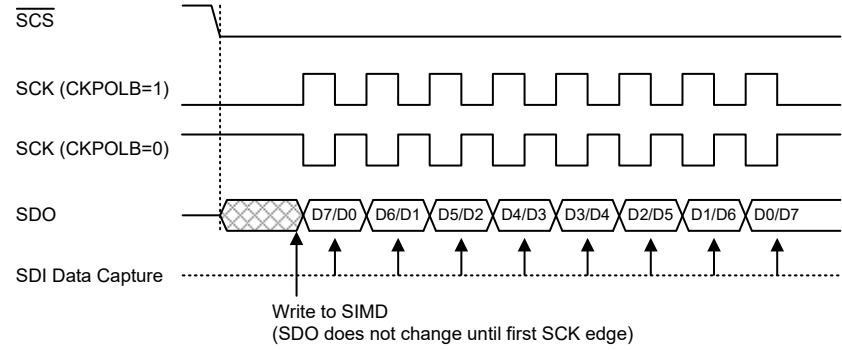 SCS
SCK (CKPOLB=1)
SCK (CKPOLB=0)
SDO D7/D0 D6/D1 D5/D2 D4/D3 D3/D4 D2/D5 D1/D6 D0/D7
SDI Data Capture
Write to SIMD
(SDO does not change until first SCK edge)